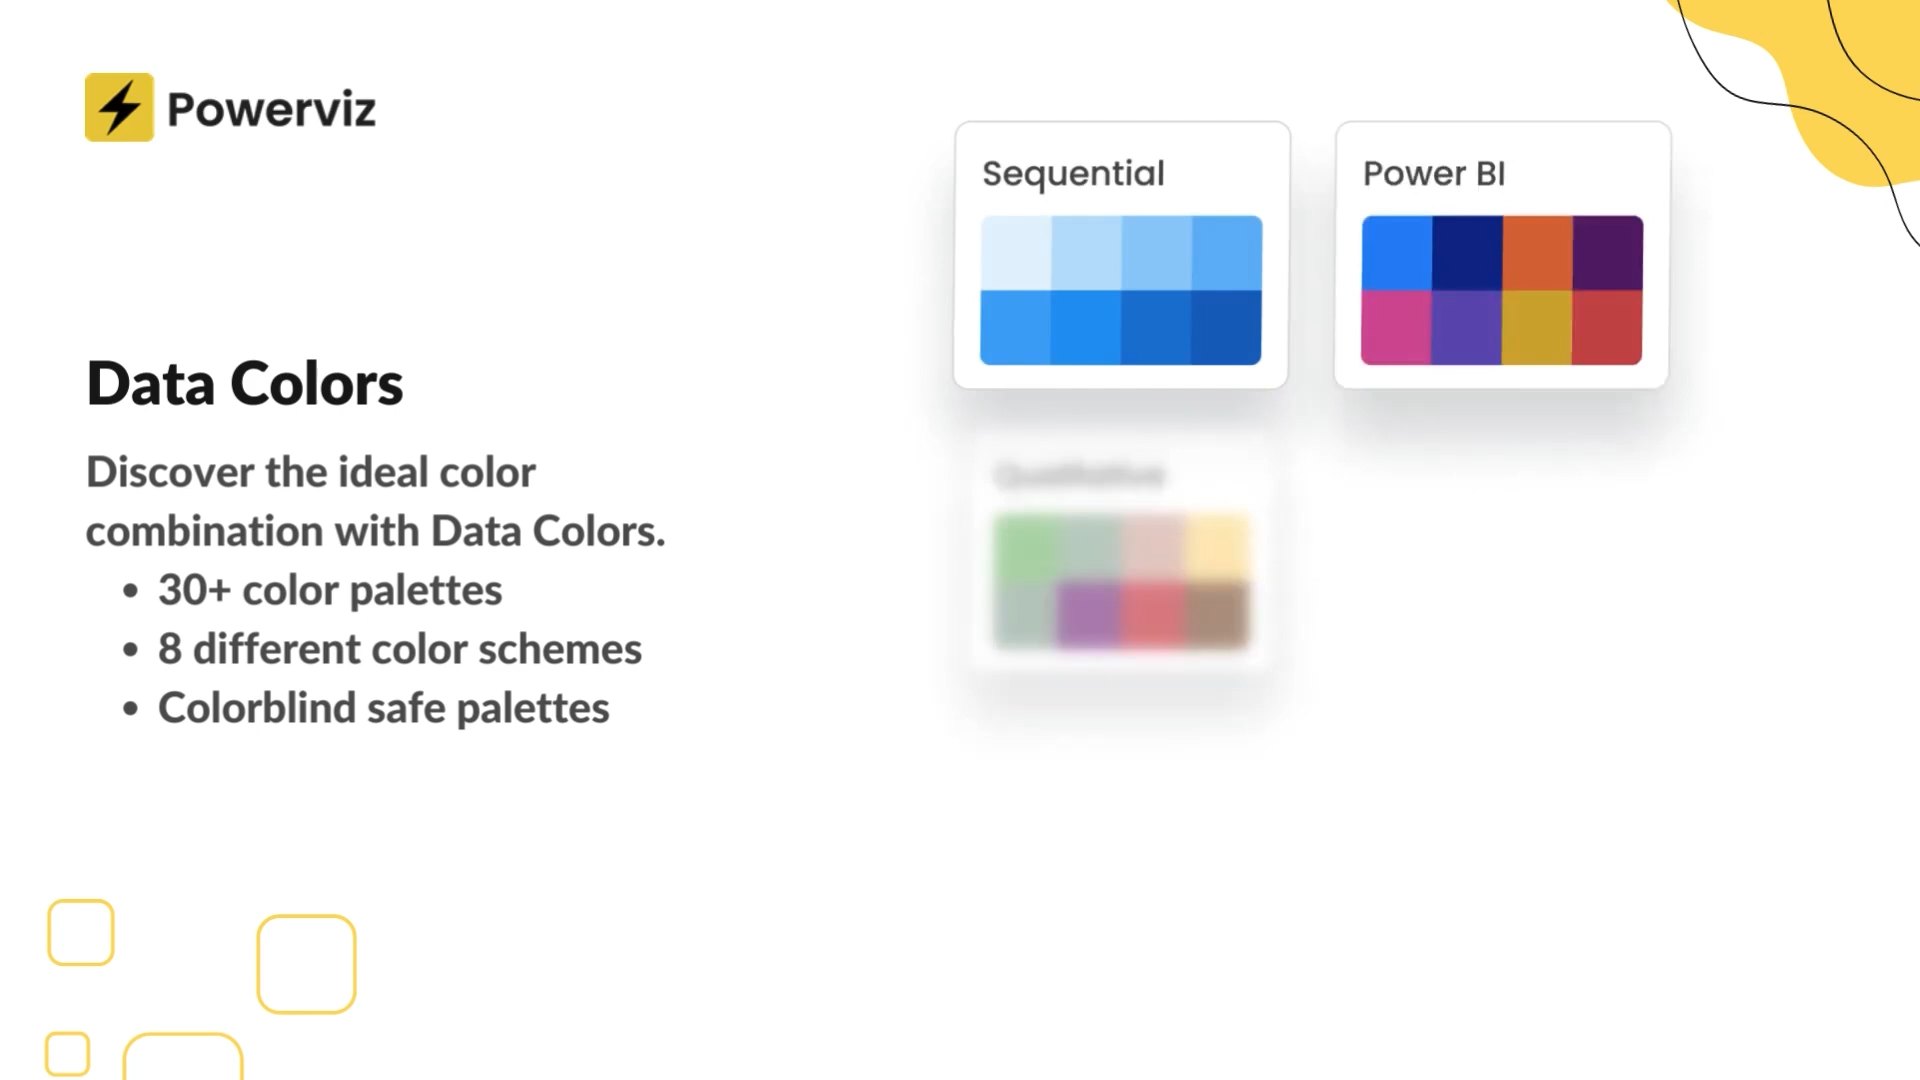 Powerviz
Data Colors
Discover the ideal color
combination with Data Colors.
• 30+ color palettes
• 8 different color schemes
• Colorblind safe palettes
Sequential
Power BI
Qualitative